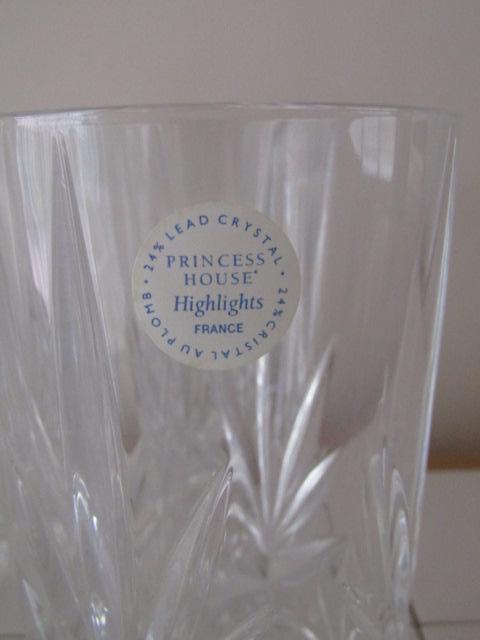 • 24% LEAD CRYSTAL •
PRINCESS
HOUSE*
Highlights
FRANCE
24% CRISTAL AU PLOMB